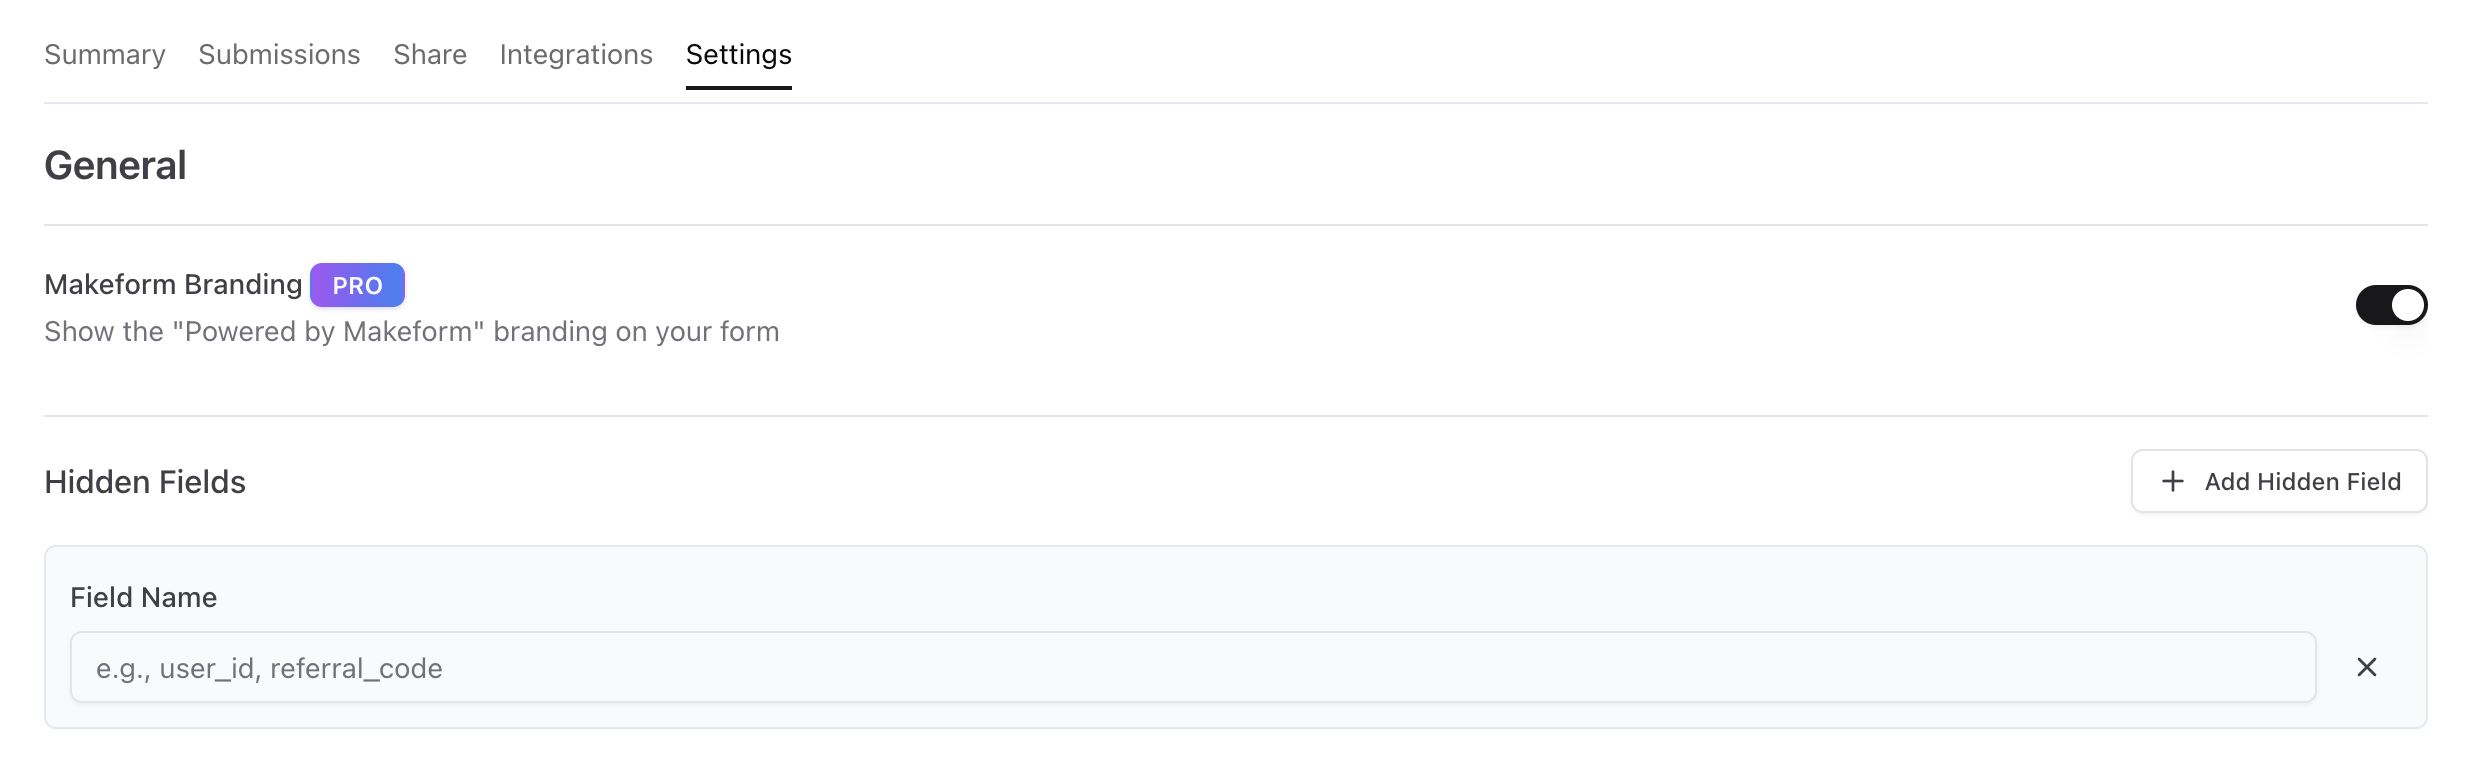 Summary Submissions Share Integrations Settings
General
Makeform Branding PRO
Show the "Powered by Makeform" branding on your form
Hidden Fields
Add Hidden Field
Field Name
e.g., user_id, referral_code